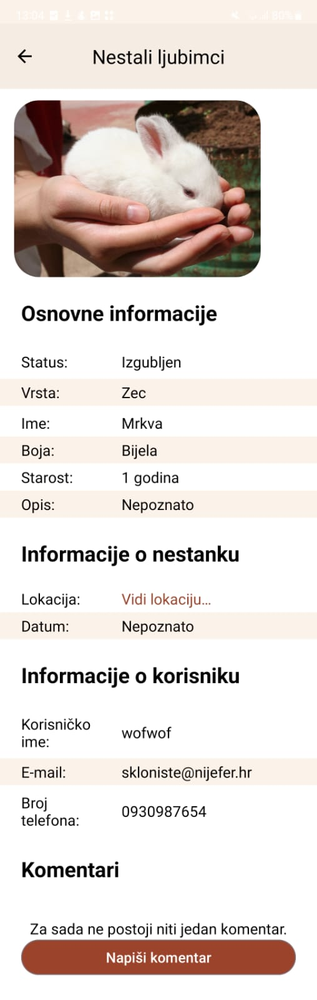 13:04
80%
Nestali ljubimci
Osnovne informacije
Status: Izgubljen
Vrsta: Zec
Ime: Mrkva
Boja: Bijela
Starost: 1 godina
Opis: Nepoznato
Informacije o nestanku
Lokacija: Vidi lokaciju...
Datum: Nepoznato
Informacije o korisniku
Korisničko
ime: wofwof
E-mail: skloniste@nijefer.hr
Broj
telefona: 0930987654
Komentari
Za sada ne postoji niti jedan komentar.
Napiši komentar